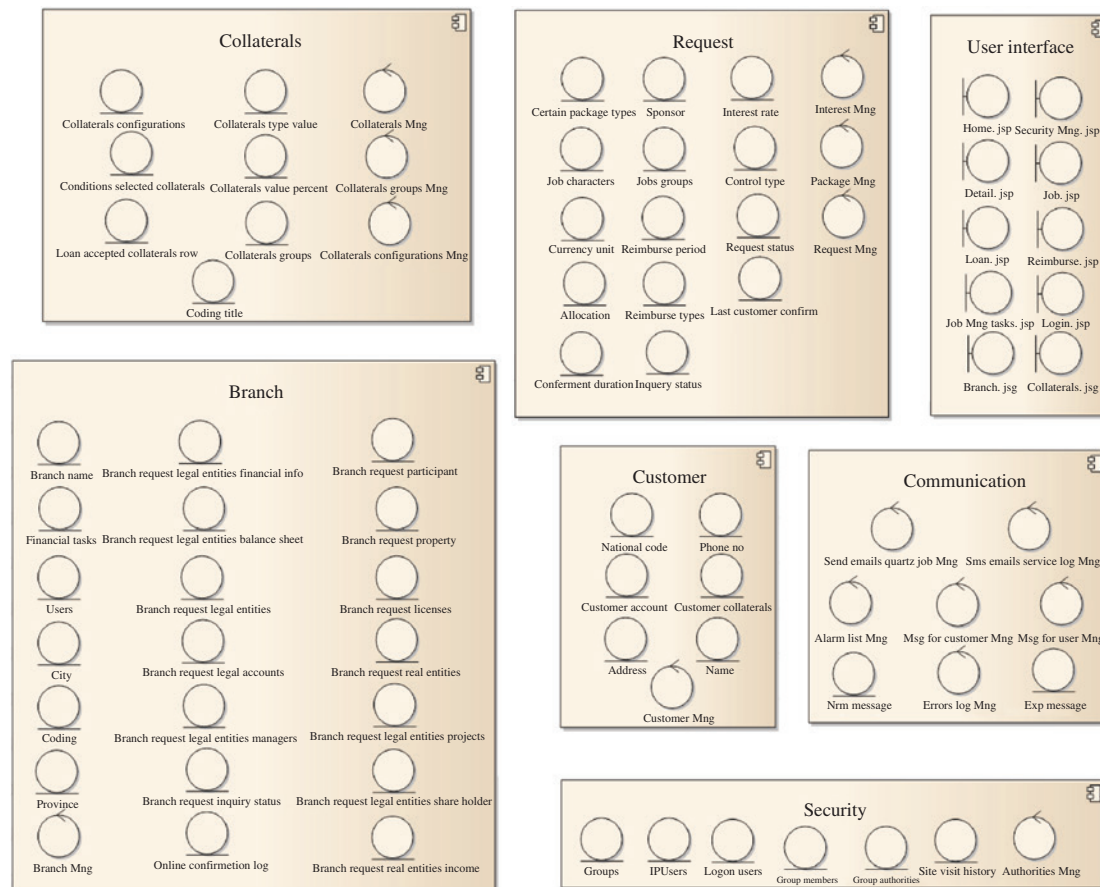 Collaterals
Collaterals configurations
Collaterals type value
Collaterals Mng
Conditions selected collaterals
Collaterals value percent
Collaterals groups Mng
Loan accepted collaterals row
Collaterals groups
Collaterals configurations Mng
Coding title
Request
Certain package types
Sponsor
Interest rate
Interest Mng
Job characters
Jobs groups
Control type
Package Mng
Currency unit
Reimburse period
Request status
Request Mng
Allocation
Reimburse types
Last customer confirm
Conferment duration
Inquery status
User interface
Home. jsp
Security Mng. jsp
Detail. jsp
Job. jsp
Loan. jsp
Reimburse. jsp
Job Mng tasks. jsp
Login. jsp
Branch. jsg
Collaterals. jsg
Branch
Branch name
Branch request legal entities financial info
Branch request participant
Financial tasks
Branch request legal entities balance sheet
Branch request property
Users
Branch request legal entities
Branch request licenses
City
Branch request legal accounts
Branch request real entities
Coding
Branch request legal entities managers
Branch request legal entities projects
Province
Branch request inquiry status
Branch request legal entities share holder
Branch Mng
Online confirmetion log
Branch request real entities income
Customer
National code
Phone no
Customer account
Customer collaterals
Address
Name
Customer Mng
Communication
Send emails quartz job Mng
Sms emails service log Mng
Alarm list Mng
Msg for customer Mng
Msg for user Mng
Nrm message
Errors log Mng
Exp message
Security
Groups
IPUsers
Logon users
Group members
Group authorities
Site visit history
Authorities Mng